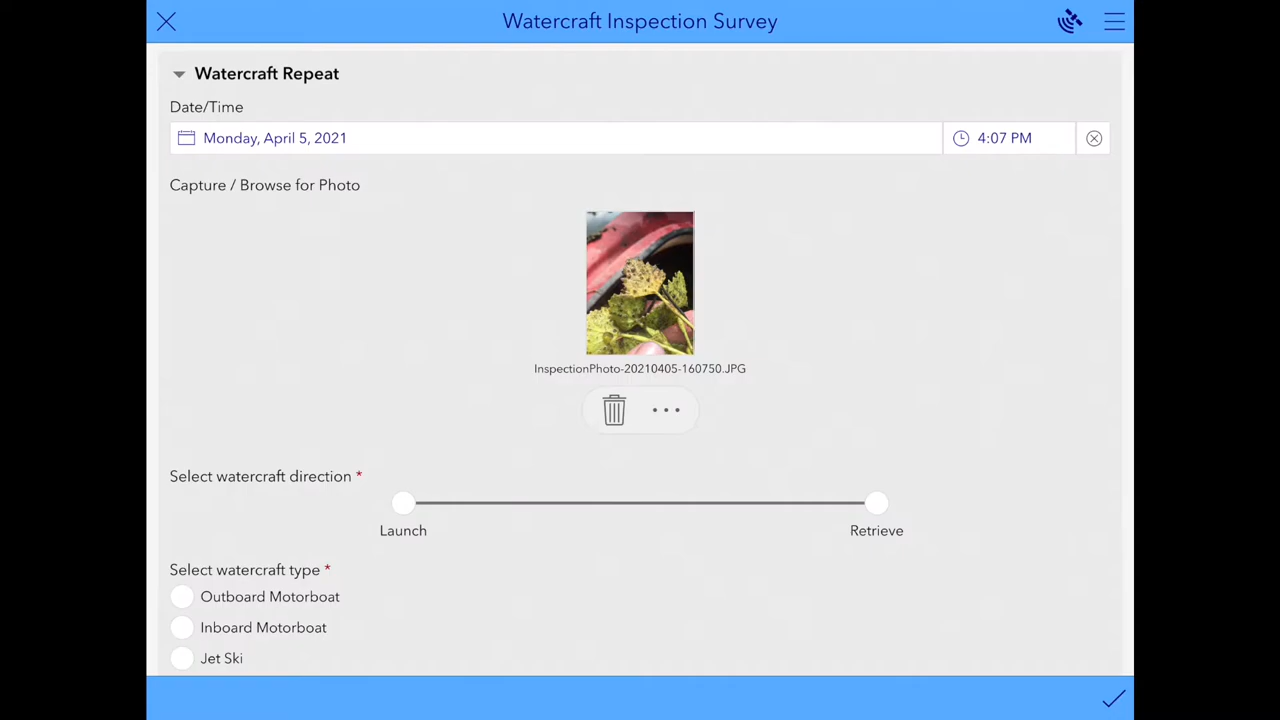 Watercraft Inspection Survey
Watercraft Repeat
Date/Time
Monday, April 5, 2021 4:07 PM
Capture / Browse for Photo
InspectionPhoto-20210405-160750.JPG
Select watercraft direction *
Launch Retrieve
Select watercraft type *
Outboard Motorboat
Inboard Motorboat
Jet Ski